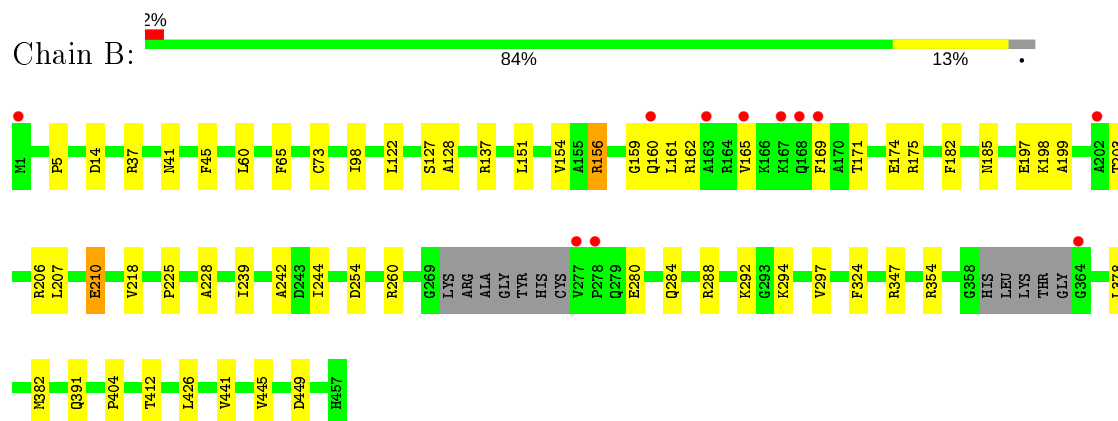 2%
Chain B:
84% 13% •
M1 P5 D14 R37 N41 F45 L60 F65 C73 I98 L122 S127 A128 R137 L151 V154 A155 R156 G159 Q160 L161 R162 A163 R164 V165 K166 K167 Q168 F169 A170 T171 E174 R175 F182 N185 E197 K198 A199 A202
R206 L207 E210 V218 P225 A228 I239 A242 D243 I244 D254 R260 G269 LYS ARG ALA GLY TYR HIS CYS V277 P278 Q279 E280 Q284 R288 K292 G293 K294 V297 F324 R347 R354 G358 HIS LEU LYS THR GLY G364
M382 Q391 P404 T412 L426 V441 V445 D449 H457